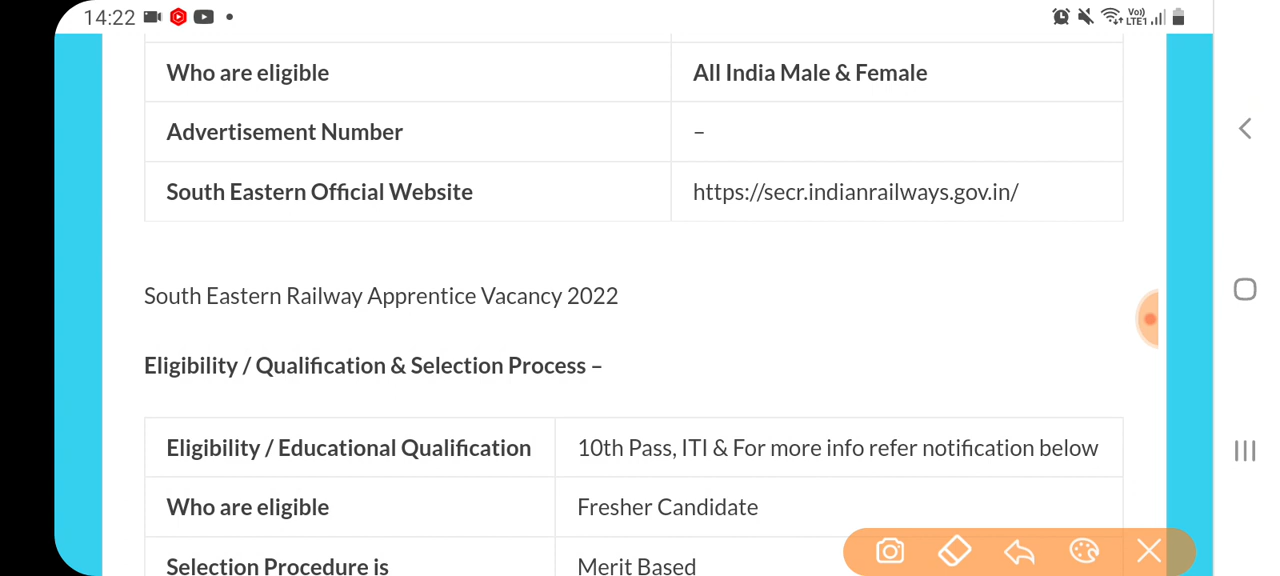 14:22
Vo)) LTE1
Who are eligible All India Male & Female
Advertisement Number –
South Eastern Official Website https://secr.indianrailways.gov.in/
South Eastern Railway Apprentice Vacancy 2022
Eligibility / Qualification & Selection Process –
Eligibility / Educational Qualification 10th Pass, ITI & For more info refer notification below
Who are eligible Fresher Candidate
Selection Procedure is Merit Based